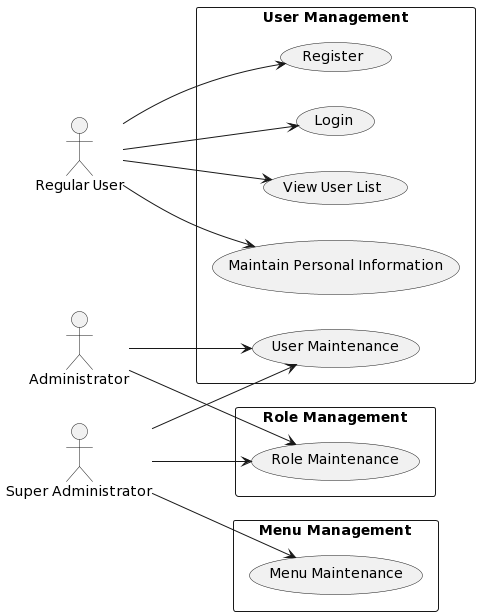 User Management
Register
Login
View User List
Regular User
Maintain Personal Information
User Maintenance
Administrator
Role Management
Role Maintenance
Super Administrator
Menu Management
Menu Maintenance